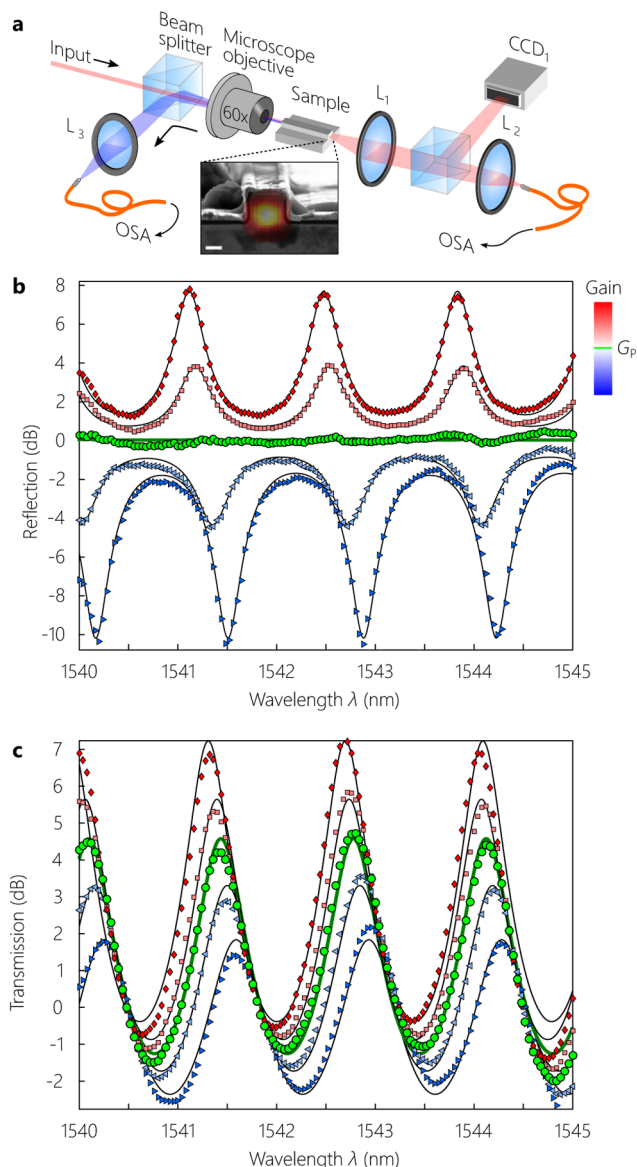 a
Input
Beam
splitter
Microscope
objective
60x
Sample
L1
CCD1
L2
L3
OSA
OSA
b
Gain
GP
8
6
4
2
0
-2
-4
-6
-8
-10
Reflection (dB)
1540
1541
1542
1543
1544
1545
Wavelength λ (nm)
c
7
6
5
4
3
2
1
0
-1
-2
Transmission (dB)
1540
1541
1542
1543
1544
1545
Wavelength λ (nm)